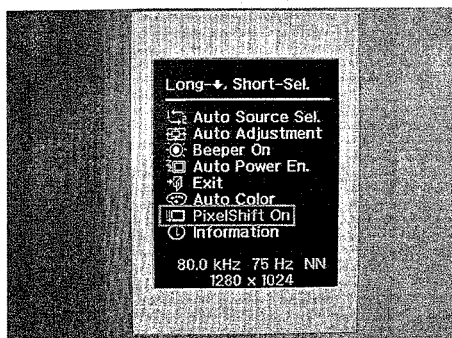 Long-↓, Short-Sel.
Auto Source Sel.
Auto Adjustment
Beeper On
Auto Power En.
Exit
Auto Color
PixelShift On
Information
80.0 kHz 75 Hz NN
1280 x 1024